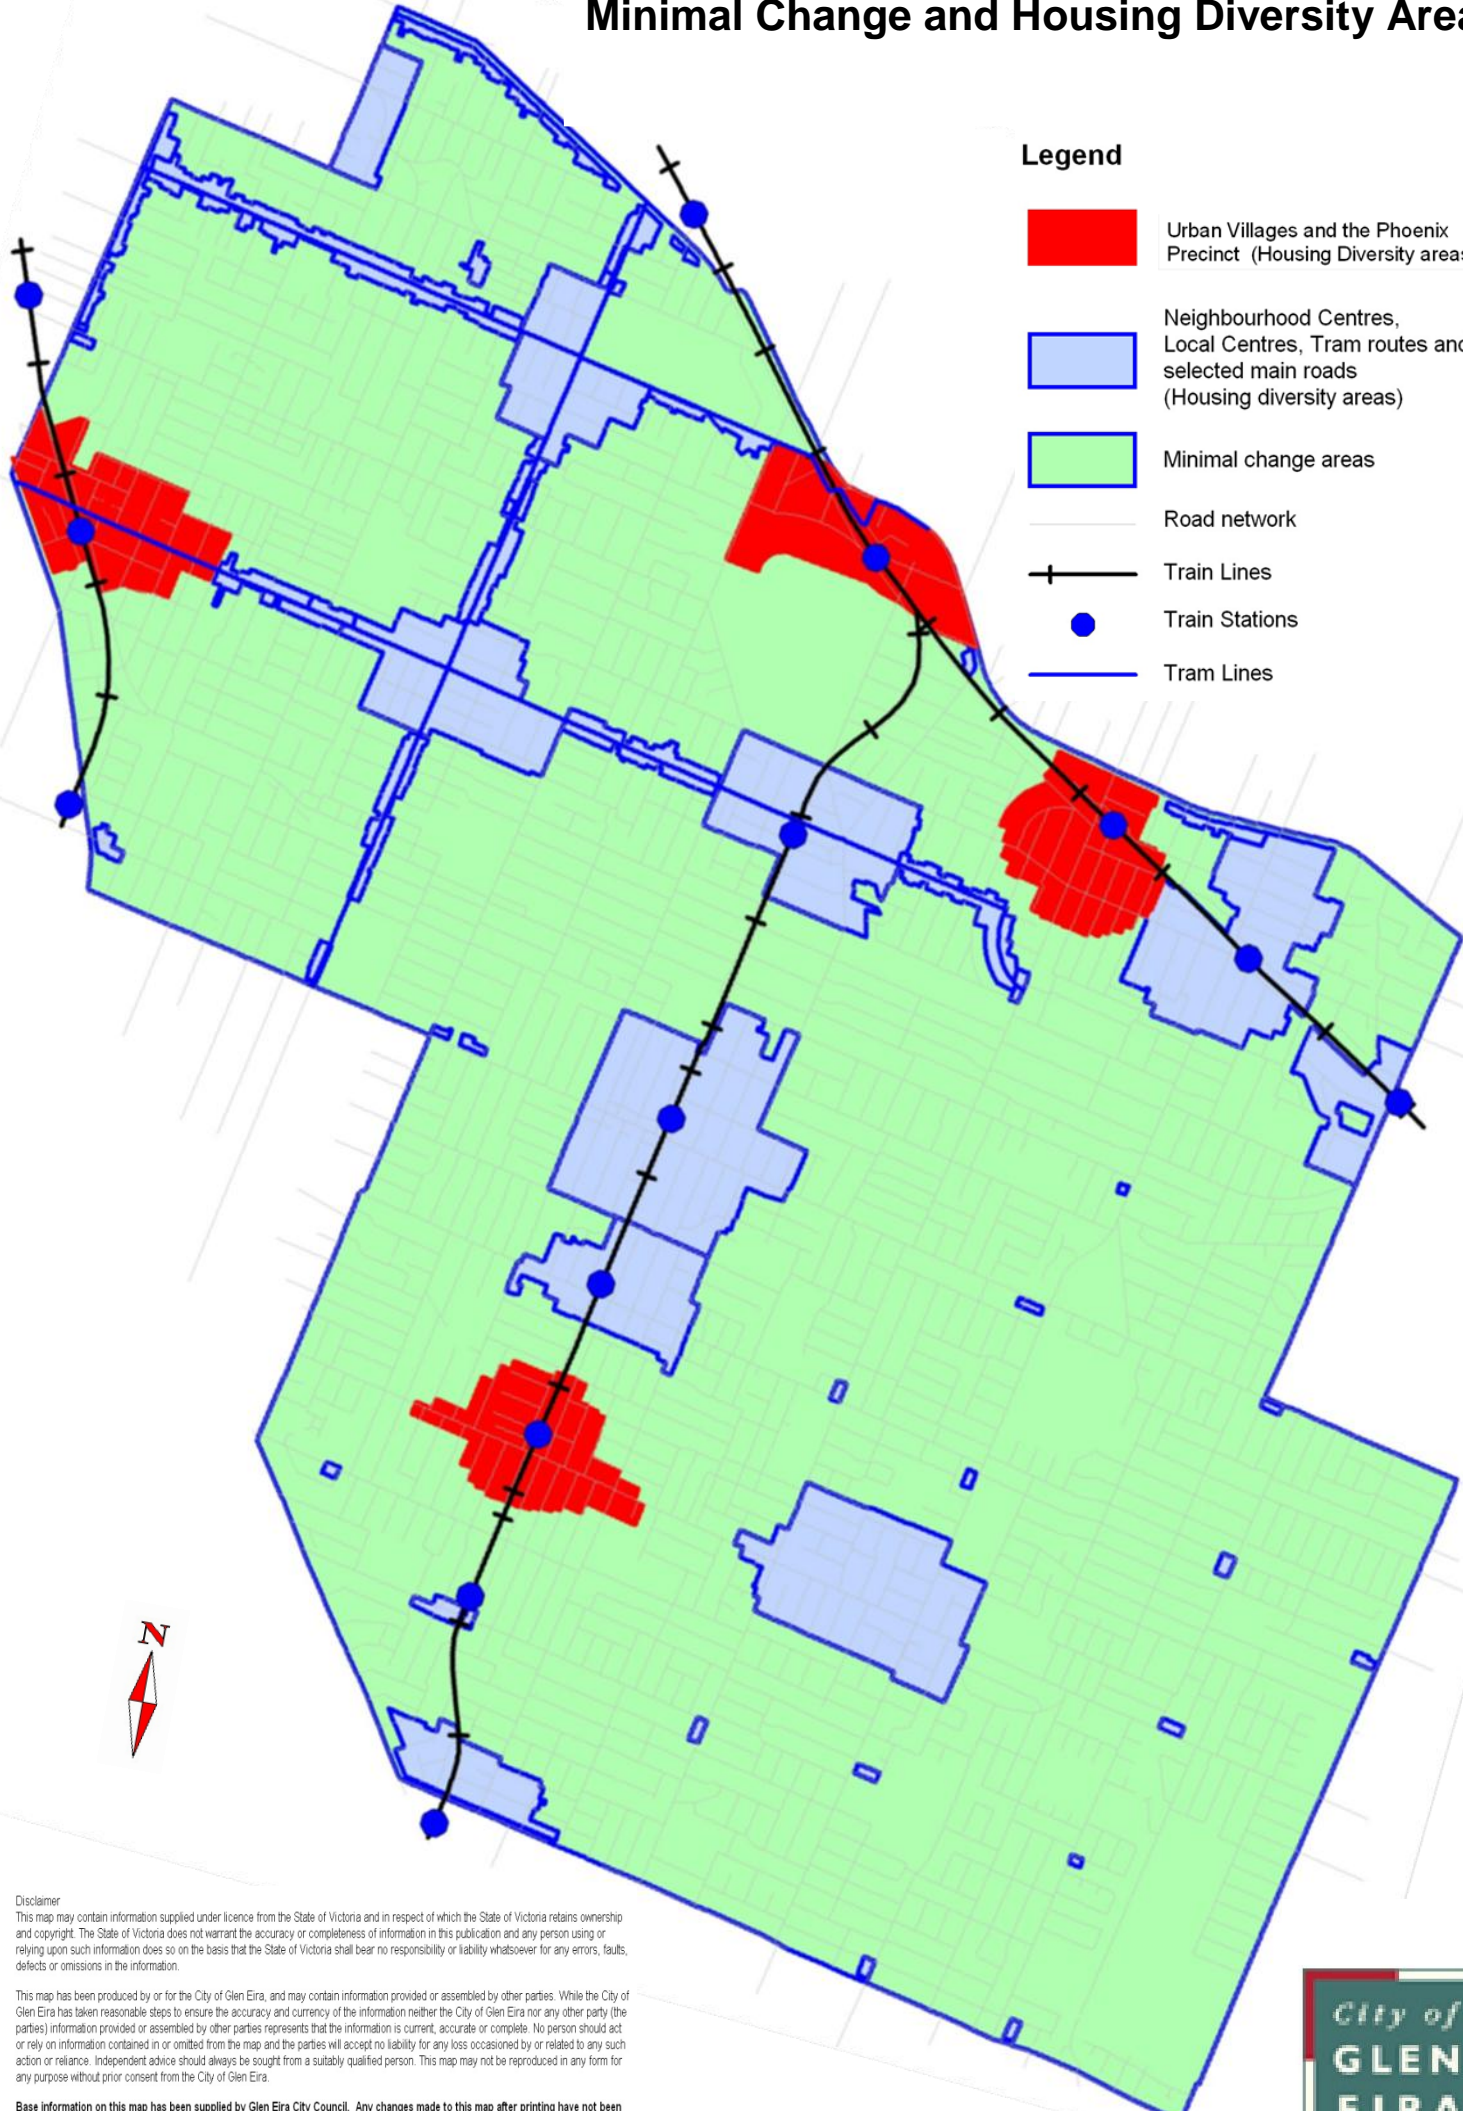 Minimal Change and Housing Diversity Area
Legend
Urban Villages and the Phoenix
Precinct (Housing Diversity areas
Neighbourhood Centres,
Local Centres, Tram routes and
selected main roads
(Housing diversity areas)
Minimal change areas
Road network
Train Lines
Train Stations
Tram Lines
N
Disclaimer
This map may contain information supplied under licence from the State of Victoria and in respect of which the State of Victoria retains ownership
and copyright. The State of Victoria does not warrant the accuracy or completeness of information in this publication and any person using or
relying upon such information does so on the basis that the State of Victoria shall bear no responsibility or liability whatsoever for any errors, faults,
defects or omissions in the information.
This map has been produced by or for the City of Glen Eira, and may contain information provided or assembled by other parties. While the City of
Glen Eira has taken reasonable steps to ensure the accuracy and currency of the information neither the City of Glen Eira nor any other party (the
parties) information provided or assembled by other parties represents that the information is current, accurate or complete. No person should act
or rely on information contained in or omitted from the map and the parties will accept no liability for any loss occasioned by or related to any such
action or reliance. Independent advice should always be sought from a suitably qualified person. This map may not be reproduced in any form for
any purpose without prior consent from the City of Glen Eira.
Base information on this map has been supplied by Glen Eira City Council. Any changes made to this map after printing have not been
City of
GLEN
EIRA